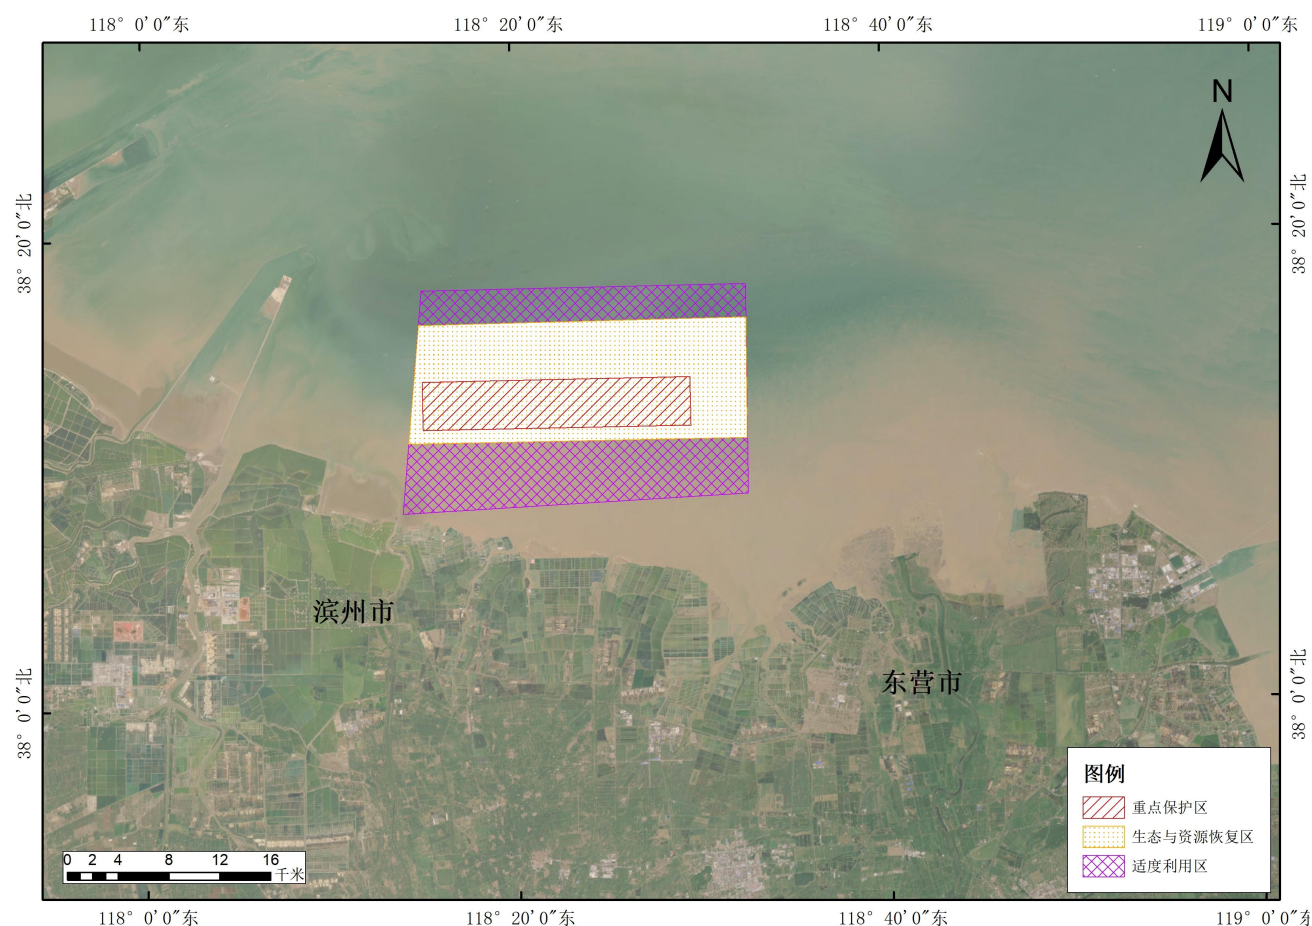 118° 0'0"东
118° 20'0"东
118° 40'0"东
119° 0'0"东
N
38° 20'0"北
38° 20'0"北
滨州市
东营市
38° 0'0"北
38° 0'0"北
图例
重点保护区
生态与资源恢复区
适度利用区
0 2 4 8 12 16
千米
118° 0'0"东
118° 20'0"东
118° 40'0"东
119° 0'0"东